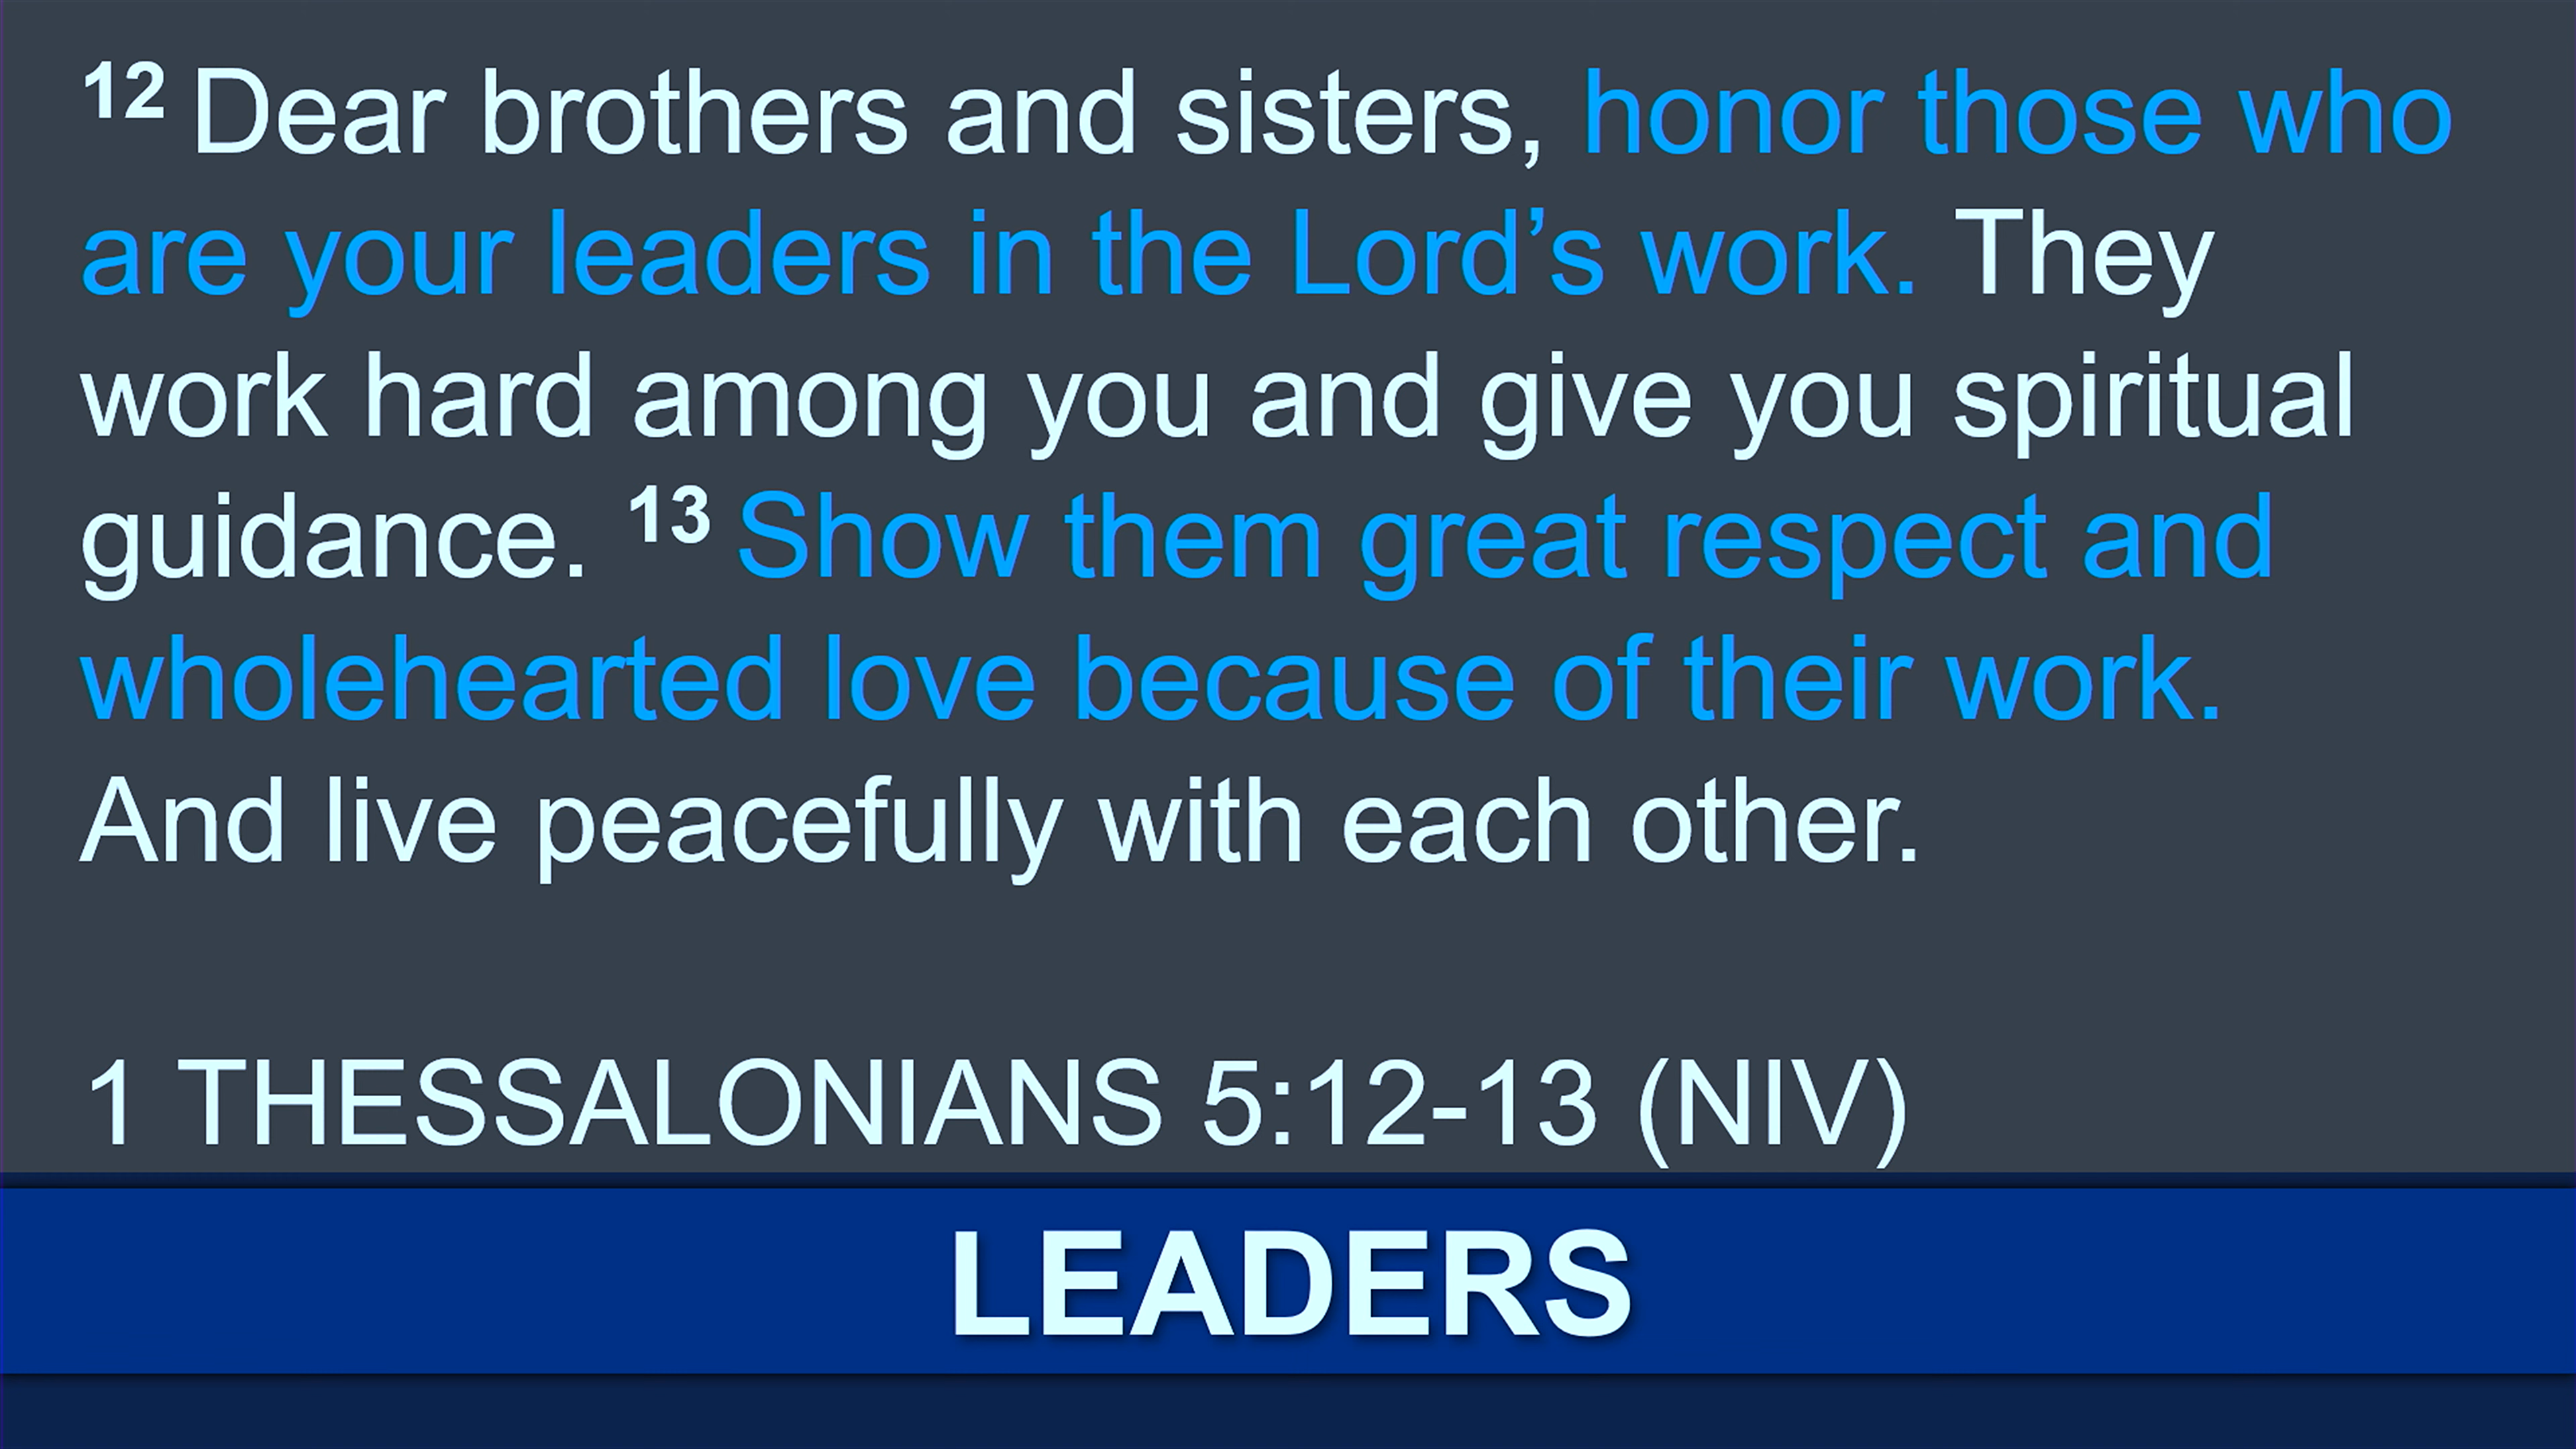 12 Dear brothers and sisters, honor those who
are your leaders in the Lord’s work. They
work hard among you and give you spiritual
guidance. 13 Show them great respect and
wholehearted love because of their work.
And live peacefully with each other.
1 THESSALONIANS 5:12-13 (NIV)
LEADERS